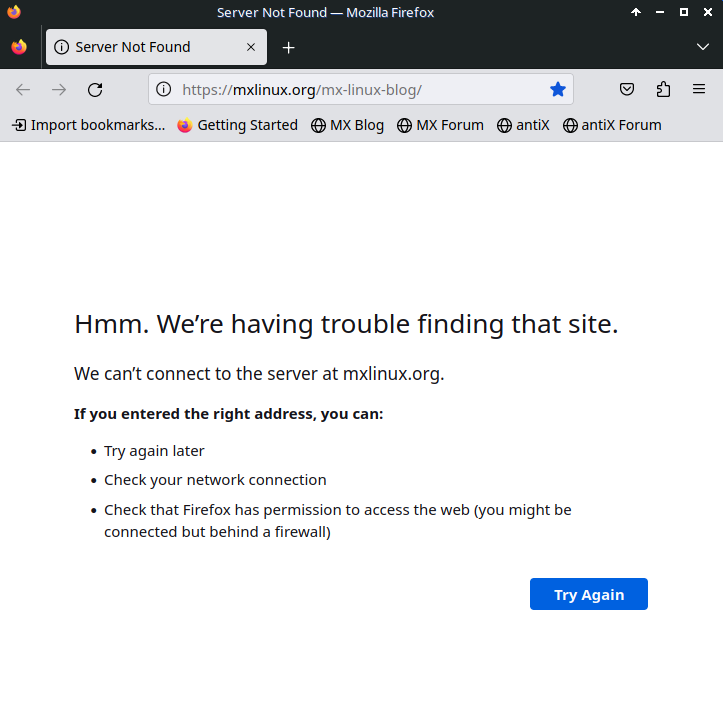 Server Not Found — Mozilla Firefox
Server Not Found
https://mxlinux.org/mx-linux-blog/
Import bookmarks... Getting Started MX Blog MX Forum antiX antiX Forum
Hmm. We’re having trouble finding that site.
We can’t connect to the server at mxlinux.org.
If you entered the right address, you can:
• Try again later
• Check your network connection
• Check that Firefox has permission to access the web (you might be
connected but behind a firewall)
Try Again